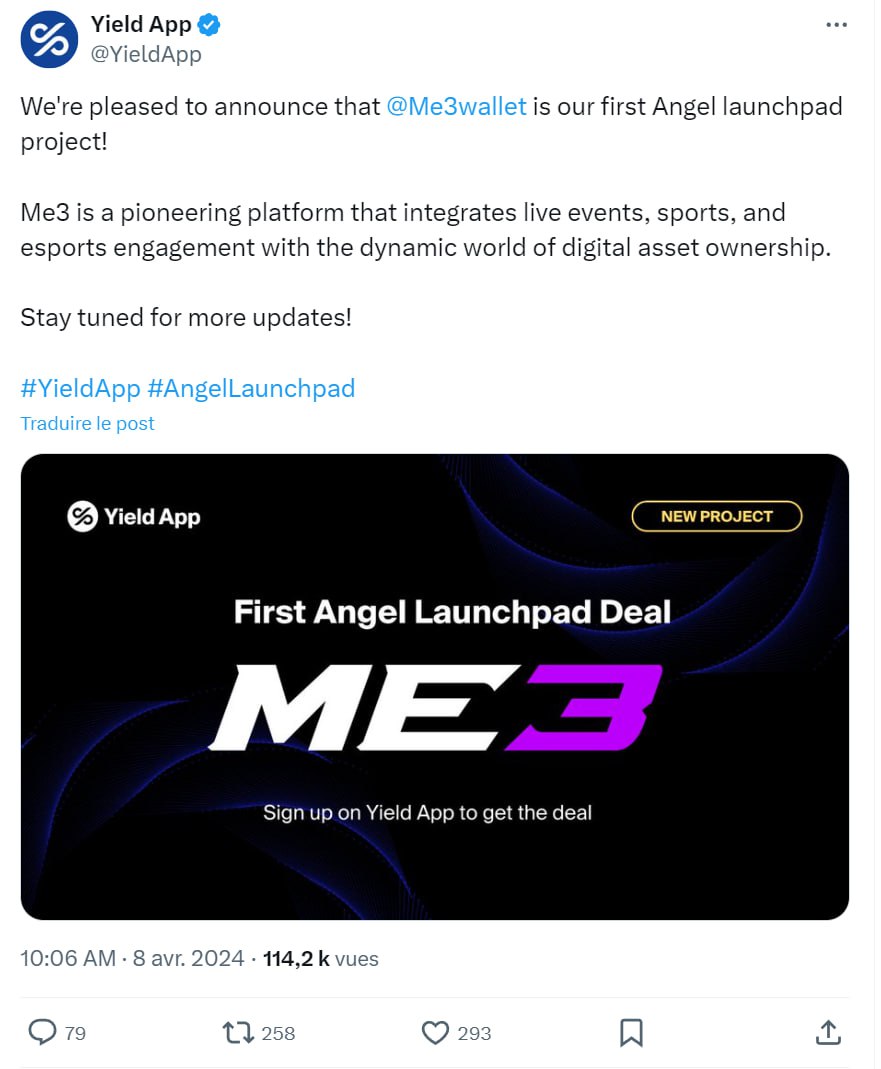 Yield App
@YieldApp
We're pleased to announce that @Me3wallet is our first Angel launchpad
project!
Me3 is a pioneering platform that integrates live events, sports, and
esports engagement with the dynamic world of digital asset ownership.
Stay tuned for more updates!
#YieldApp #AngelLaunchpad
Traduire le post
Yield App
NEW PROJECT
First Angel Launchpad Deal
ME3
Sign up on Yield App to get the deal
10:06 AM · 8 avr. 2024 · 114,2 k vues
79 258 293